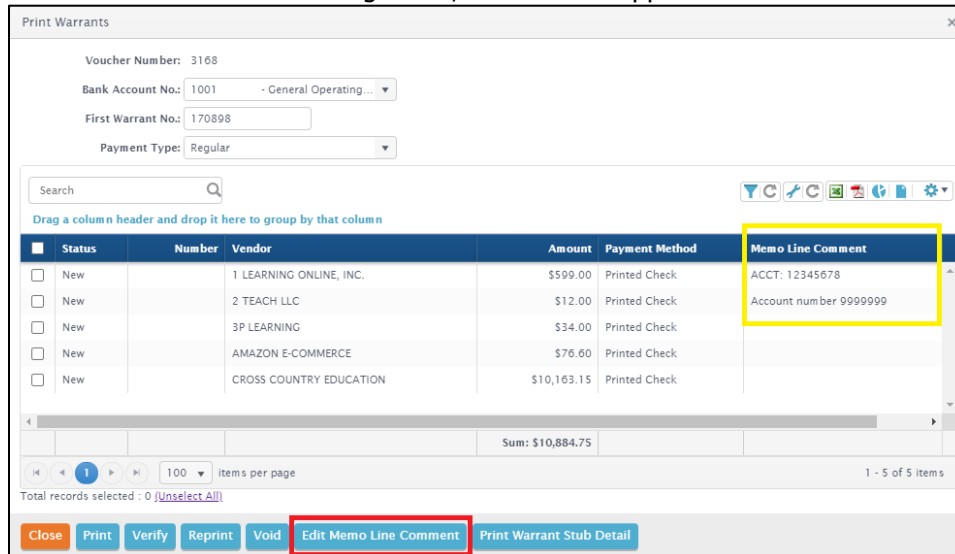 Print Warrants
Voucher Number: 3168
Bank Account No.: 1001 - General Operating...
First Warrant No.: 170898
Payment Type: Regular
Search
Drag a column header and drop it here to group by that column
Status Number Vendor Amount Payment Method Memo Line Comment
New 1 LEARNING ONLINE, INC. $599.00 Printed Check ACCT: 12345678
New 2 TEACH LLC $12.00 Printed Check Account number 9999999
New 3P LEARNING $34.00 Printed Check
New AMAZON E-COMMERCE $76.60 Printed Check
New CROSS COUNTRY EDUCATION $10,163.15 Printed Check
Sum: $10,884.75
1 100 items per page 1 - 5 of 5 items
Total records selected : 0 (Unselect All)
Close Print Verify Reprint Void Edit Memo Line Comment Print Warrant Stub Detail